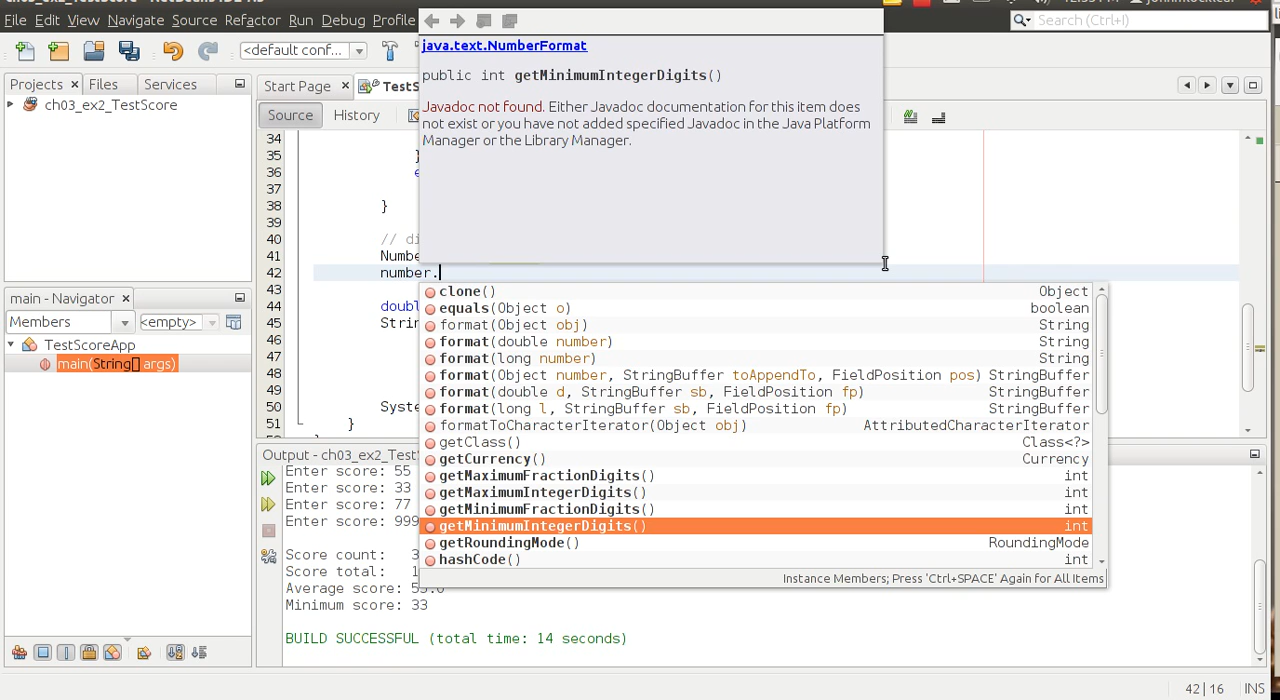 File Edit View Navigate Source Refactor Run Debug Profile
Search (Ctrl+I)
<default conf...
Projects × Files Services
ch03_ex2_TestScore
Start Page ×
Source History
java.text.NumberFormat
public int getMinimumIntegerDigits()
Javadoc not found. Either Javadoc documentation for this item does
not exist or you have not added specified Javadoc in the Java Platform
Manager or the Library Manager.
34
35 }
36
37
38 }
39
40 // di
41 Numbe
42 number.
43
44 doubl
45 Strin
46
47
48
49
50 Syste
51 }
clone() Object
equals(Object o) boolean
format(Object obj) String
format(double number) String
format(long number) String
format(Object number, StringBuffer toAppendTo, FieldPosition pos) StringBuffer
format(double d, StringBuffer sb, FieldPosition fp) StringBuffer
format(long l, StringBuffer sb, FieldPosition fp) StringBuffer
formatToCharacterIterator(Object obj) AttributedCharacterIterator
getClass() Class<?>
getCurrency() Currency
getMaximumFractionDigits() int
getMaximumIntegerDigits() int
getMinimumFractionDigits() int
getMinimumIntegerDigits() int
getRoundingMode() RoundingMode
hashCode() int
Instance Members; Press 'Ctrl+SPACE' Again for All Items
main - Navigator ×
Members <empty>
TestScoreApp
main(String[] args)
Output - ch03_ex2_Test
Enter score: 55
Enter score: 33
Enter score: 77
Enter score: 999
Score count: 3
Score total: 1
Average score: 55.0
Minimum score: 33
BUILD SUCCESSFUL (total time: 14 seconds)
42|16 INS